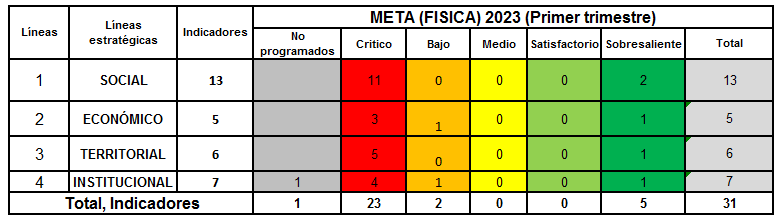 META (FISICA) 2023 (Primer trimestre)
Líneas Líneas estratégicas Indicadores No programados Critico Bajo Medio Satisfactorio Sobresaliente Total
1 SOCIAL 13 11 0 0 0 2 13
2 ECONÓMICO 5 3 1 0 0 1 5
3 TERRITORIAL 6 5 0 0 0 1 6
4 INSTITUCIONAL 7 1 4 1 0 0 1 7
Total, Indicadores 1 23 2 0 0 5 31